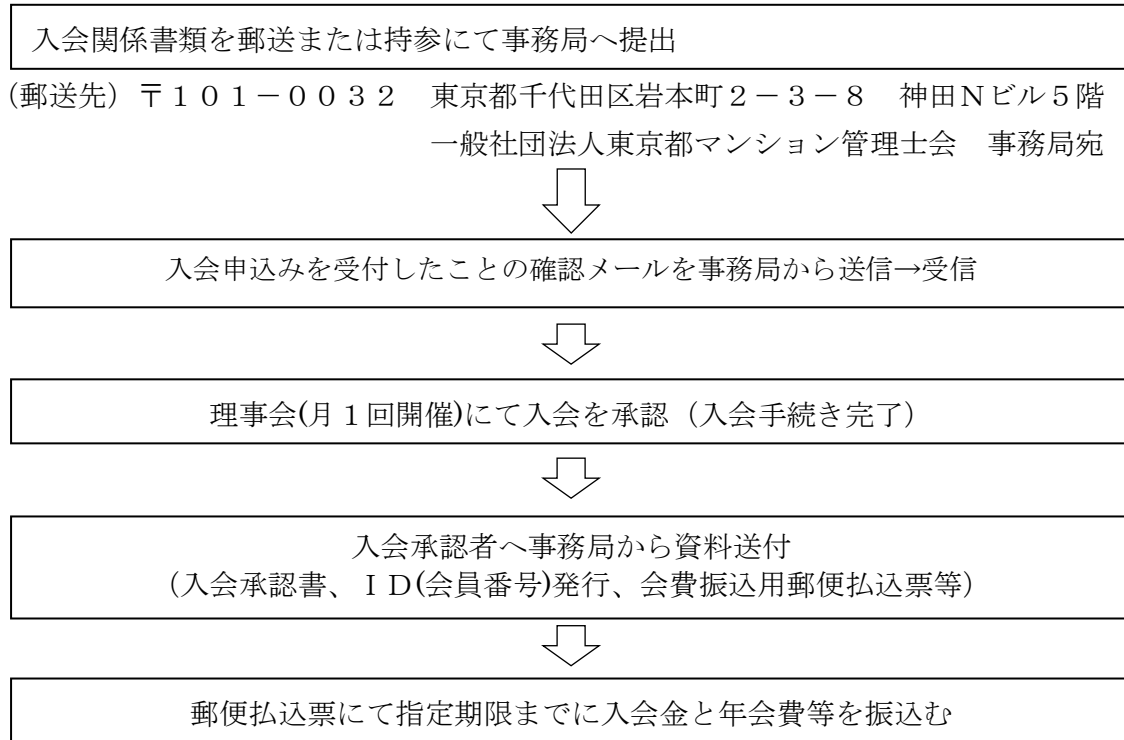 入会関係書類を郵送または持参にて事務局へ提出
(郵送先）〒１０１－００３２　東京都千代田区岩本町２－３－８　神田Ｎビル５階
一般社団法人東京都マンション管理士会　事務局宛
入会申込みを受付したことの確認メールを事務局から送信→受信
理事会(月１回開催)にて入会を承認（入会手続き完了）
入会承認者へ事務局から資料送付
（入会承認書、ＩＤ(会員番号)発行、会費振込用郵便払込票等）
郵便払込票にて指定期限までに入会金と年会費等を振込む